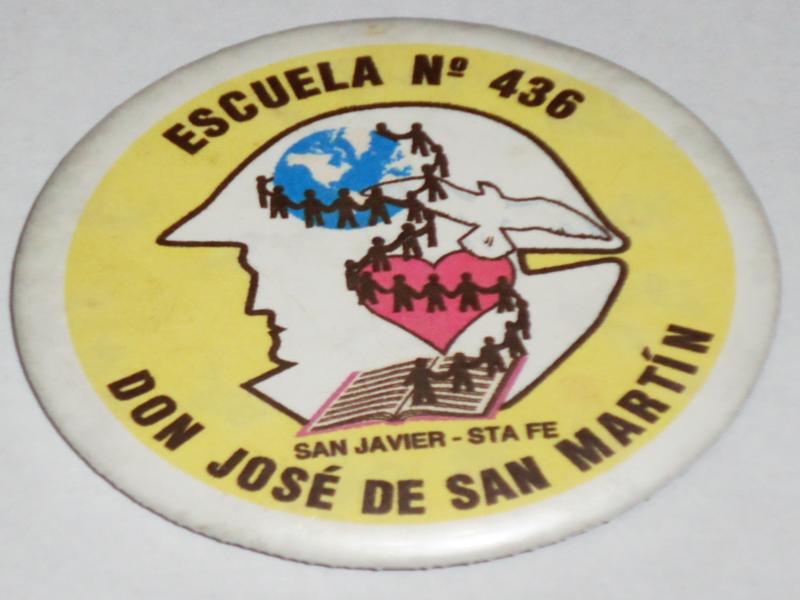 ESCUELA Nº 436
SAN JAVIER - STA FE
DON JOSÉ DE SAN MARTÍN